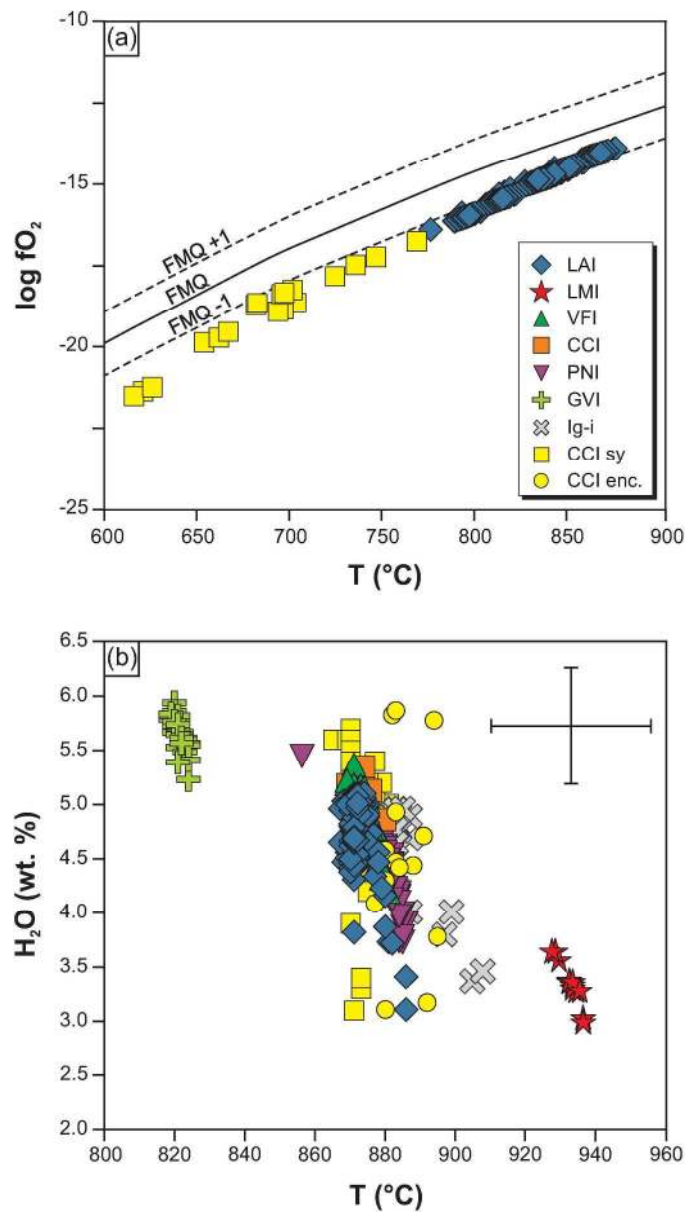 (a)
-10
-15
-20
-25
log fO2
FMQ +1
FMQ
FMQ -1
LAI
LMI
VFI
CCI
PNI
GVI
Ig-i
CCI sy
CCI enc.
600 650 700 750 800 850 900
T (°C)
(b)
6.5
6.0
5.5
5.0
4.5
4.0
3.5
3.0
2.5
2.0
H2O (wt. %)
800 820 840 860 880 900 920 940 960
T (°C)